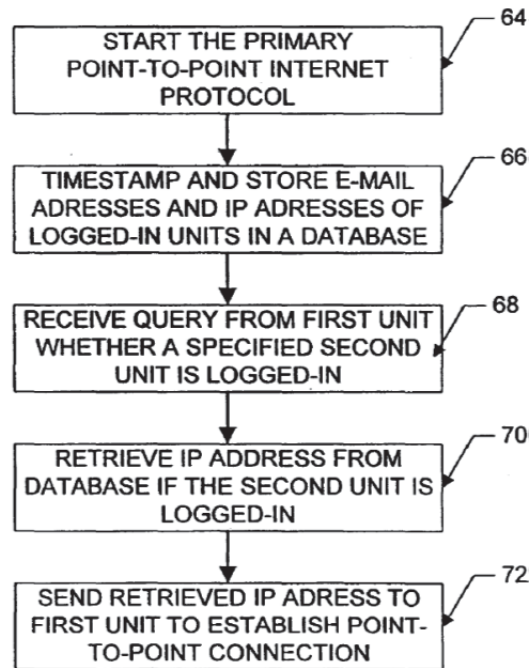 START THE PRIMARY
POINT-TO-POINT INTERNET
PROTOCOL
64
TIMESTAMP AND STORE E-MAIL
ADRESSES AND IP ADRESSES OF
LOGGED-IN UNITS IN A DATABASE
66
RECEIVE QUERY FROM FIRST UNIT
WHETHER A SPECIFIED SECOND
UNIT IS LOGGED-IN
68
RETRIEVE IP ADDRESS FROM
DATABASE IF THE SECOND UNIT IS
LOGGED-IN
70
SEND RETRIEVED IP ADRESS TO
FIRST UNIT TO ESTABLISH POINT-
TO-POINT CONNECTION
72